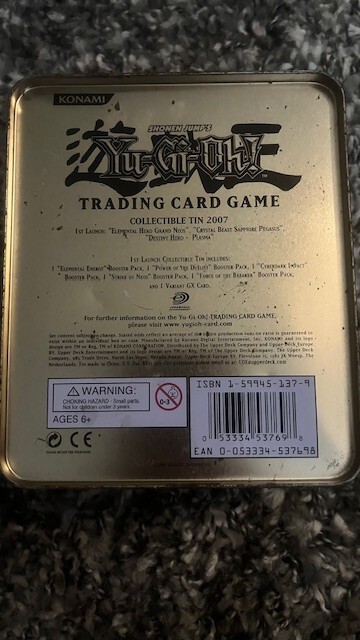 KONAMI
SHONEN JUMP'S
Yu-Gi-Oh!
TRADING CARD GAME
COLLECTIBLE TIN 2007
1ST LAUNCH: "ELEMENTAL HERO GRAND NEOS", "CRYSTAL BEAST SAPPHIRE PEGASUS",
"DESTINY HERO - PLASMA"
1ST LAUNCH COLLECTIBLE TIN INCLUDES:
1 "ELEMENTAL ENERGY" BOOSTER PACK, 1 "POWER OF THE DUELIST" BOOSTER PACK, 1 "CYBERDARK IMPACT"
BOOSTER PACK, 1 "STRIKE OF NEOS" BOOSTER PACK, 1 "FORCE OF THE BREAKER" BOOSTER PACK,
AND 1 VARIANT GX CARD.
For further information on the Yu-Gi-Oh! TRADING CARD GAME,
please visit www.yugioh-card.com
WARNING:
CHOKING HAZARD - Small parts.
Not for children under 3 years.
0-3
AGES 6+
CE
ISBN 1-59945-137-9
0 53334 53769 8
EAN 0-053334-537698